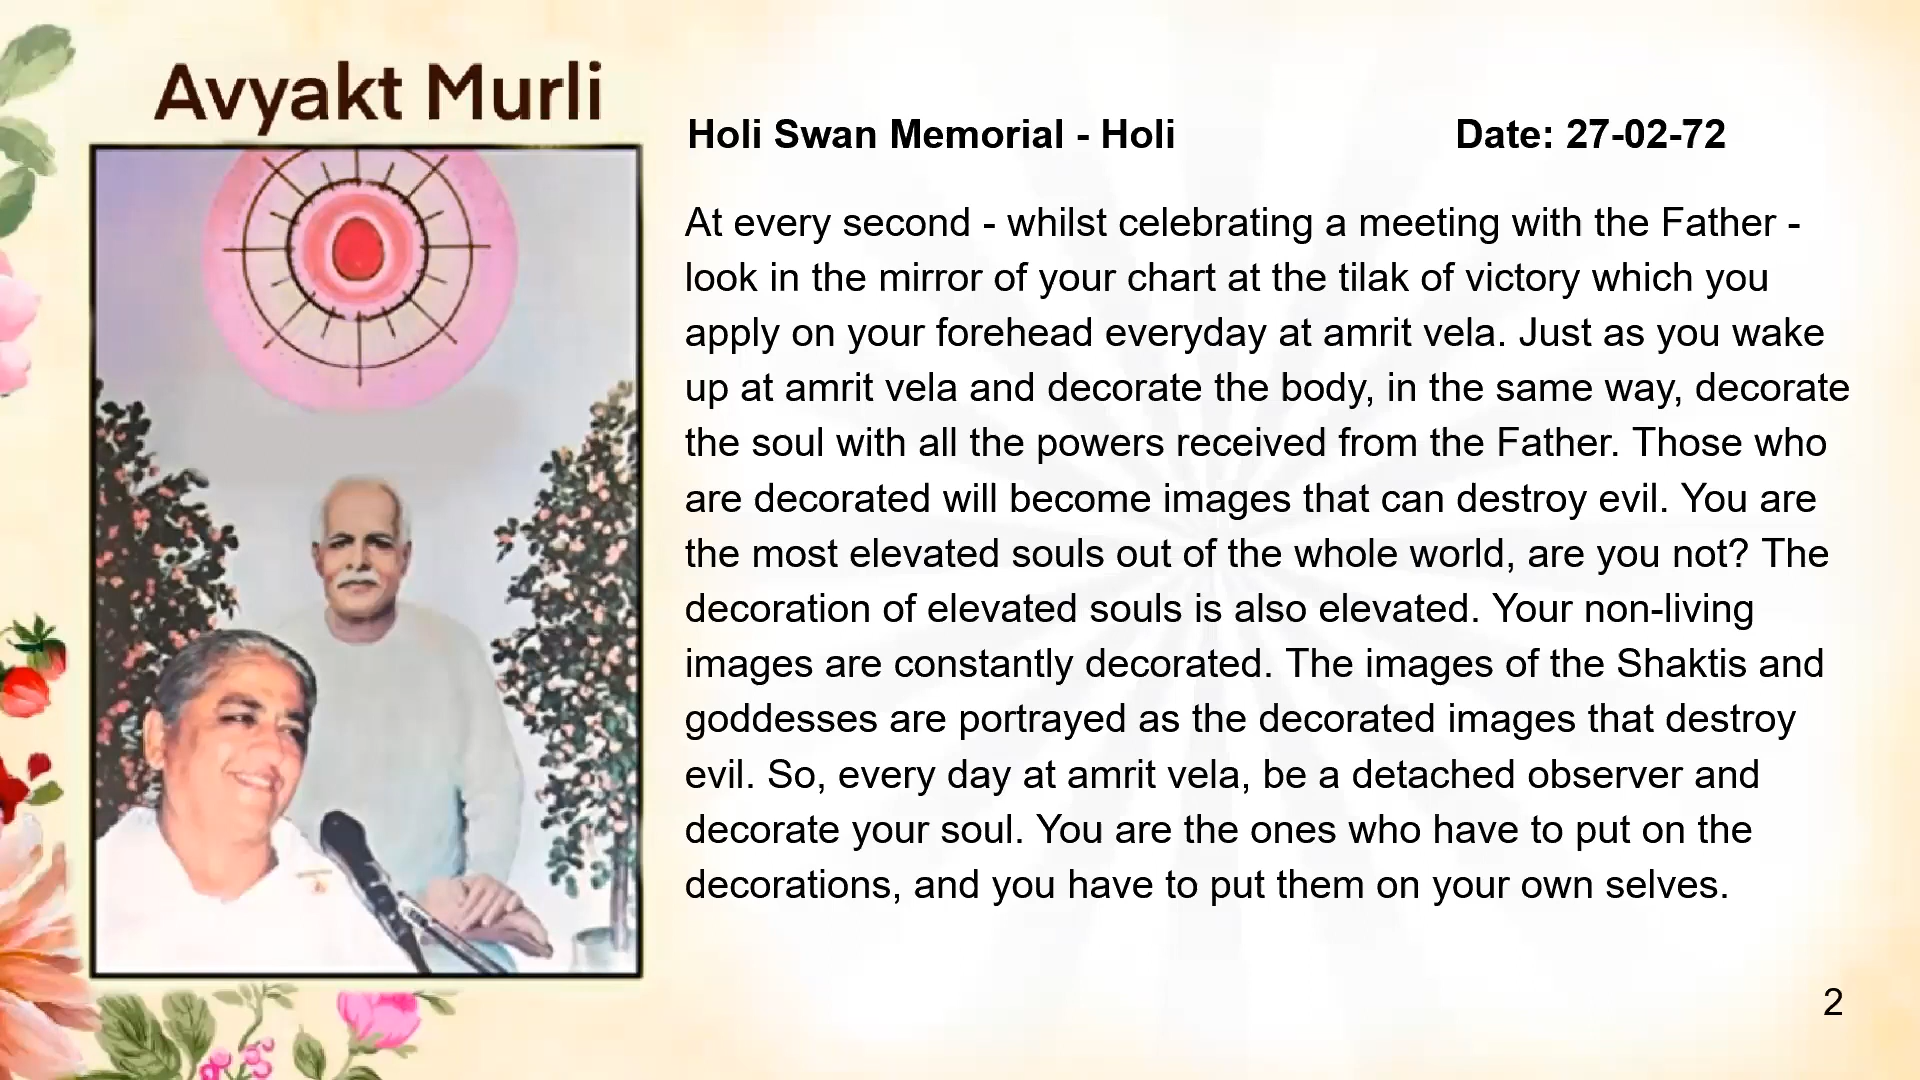 Avyakt Murli
Holi Swan Memorial - Holi Date: 27-02-72
At every second - whilst celebrating a meeting with the Father -
look in the mirror of your chart at the tilak of victory which you
apply on your forehead everyday at amrit vela. Just as you wake
up at amrit vela and decorate the body, in the same way, decorate
the soul with all the powers received from the Father. Those who
are decorated will become images that can destroy evil. You are
the most elevated souls out of the whole world, are you not? The
decoration of elevated souls is also elevated. Your non-living
images are constantly decorated. The images of the Shaktis and
goddesses are portrayed as the decorated images that destroy
evil. So, every day at amrit vela, be a detached observer and
decorate your soul. You are the ones who have to put on the
decorations, and you have to put them on your own selves.
2